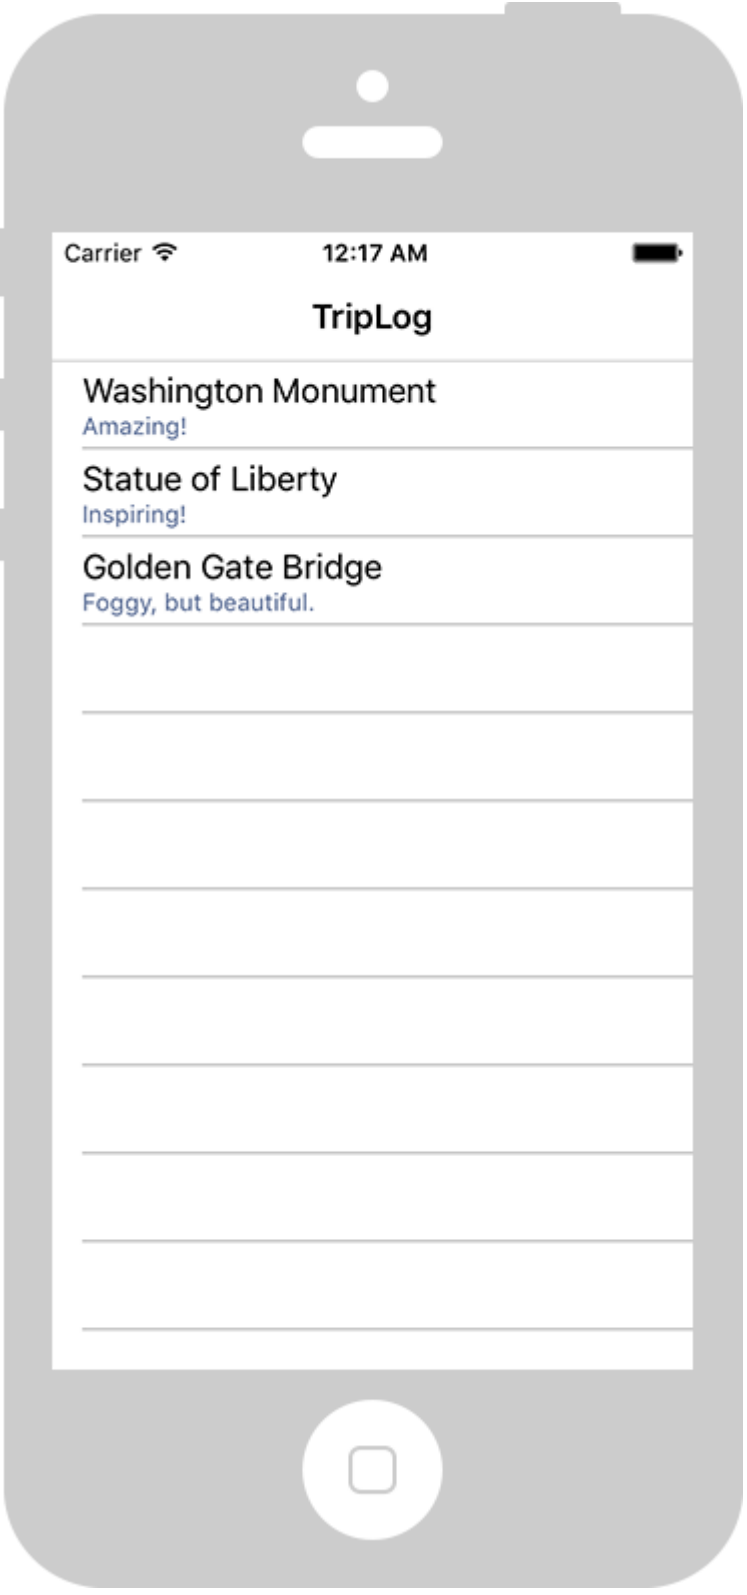 Carrier 12:17 AM
TripLog
Washington Monument
Amazing!
Statue of Liberty
Inspiring!
Golden Gate Bridge
Foggy, but beautiful.